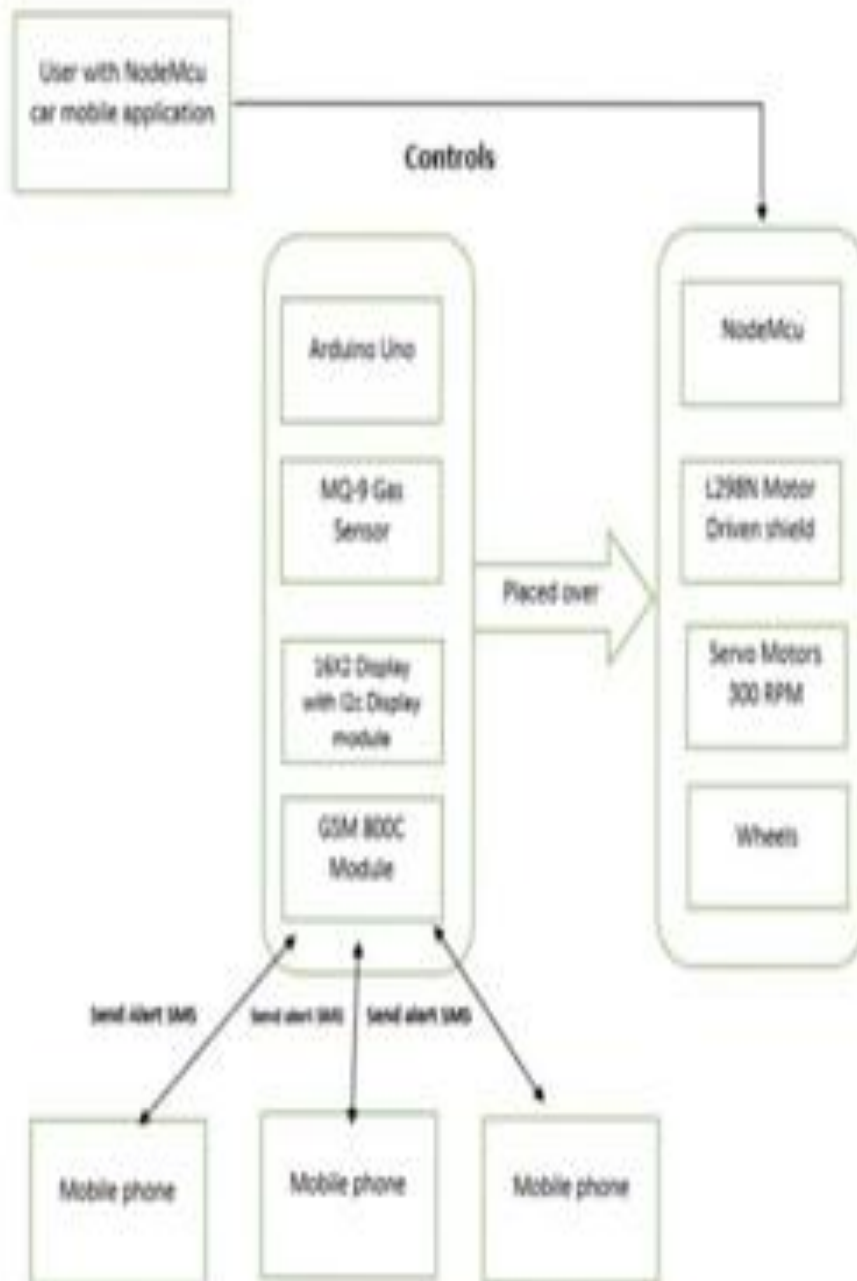 User with NodeMcu
car mobile application
Controls
Arduino Uno
MQ-9 Gas
Sensor
16X2 Display
with I2c Display
module
GSM 800C
Module
Placed over
NodeMcu
L298N Motor
Driven shield
Servo Motors
300 RPM
Wheels
Send Alert SMS
Send alert SMS
Send alert SMS
Mobile phone
Mobile phone
Mobile phone